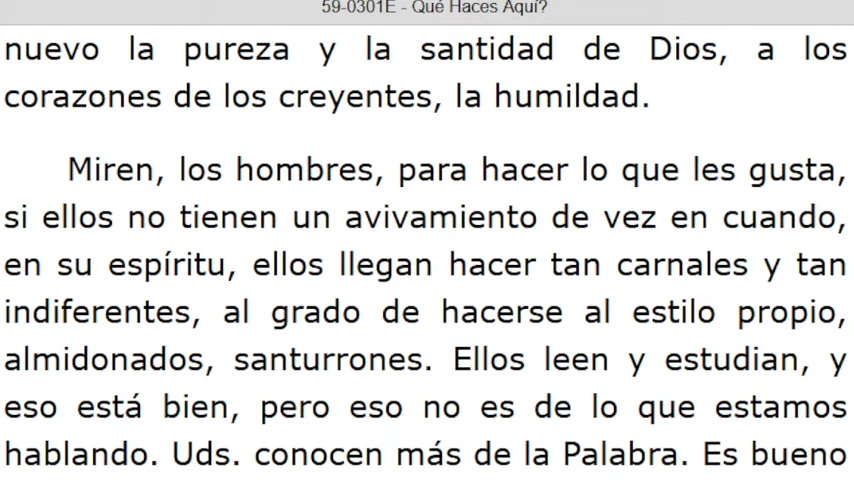 59-0301E - Qué Haces Aquí?
nuevo la pureza y la santidad de Dios, a los
corazones de los creyentes, la humildad.
Miren, los hombres, para hacer lo que les gusta,
si ellos no tienen un avivamiento de vez en cuando,
en su espíritu, ellos llegan hacer tan carnales y tan
indiferentes, al grado de hacerse al estilo propio,
almidonados, santurrones. Ellos leen y estudian, y
eso está bien, pero eso no es de lo que estamos
hablando. Uds. conocen más de la Palabra. Es bueno